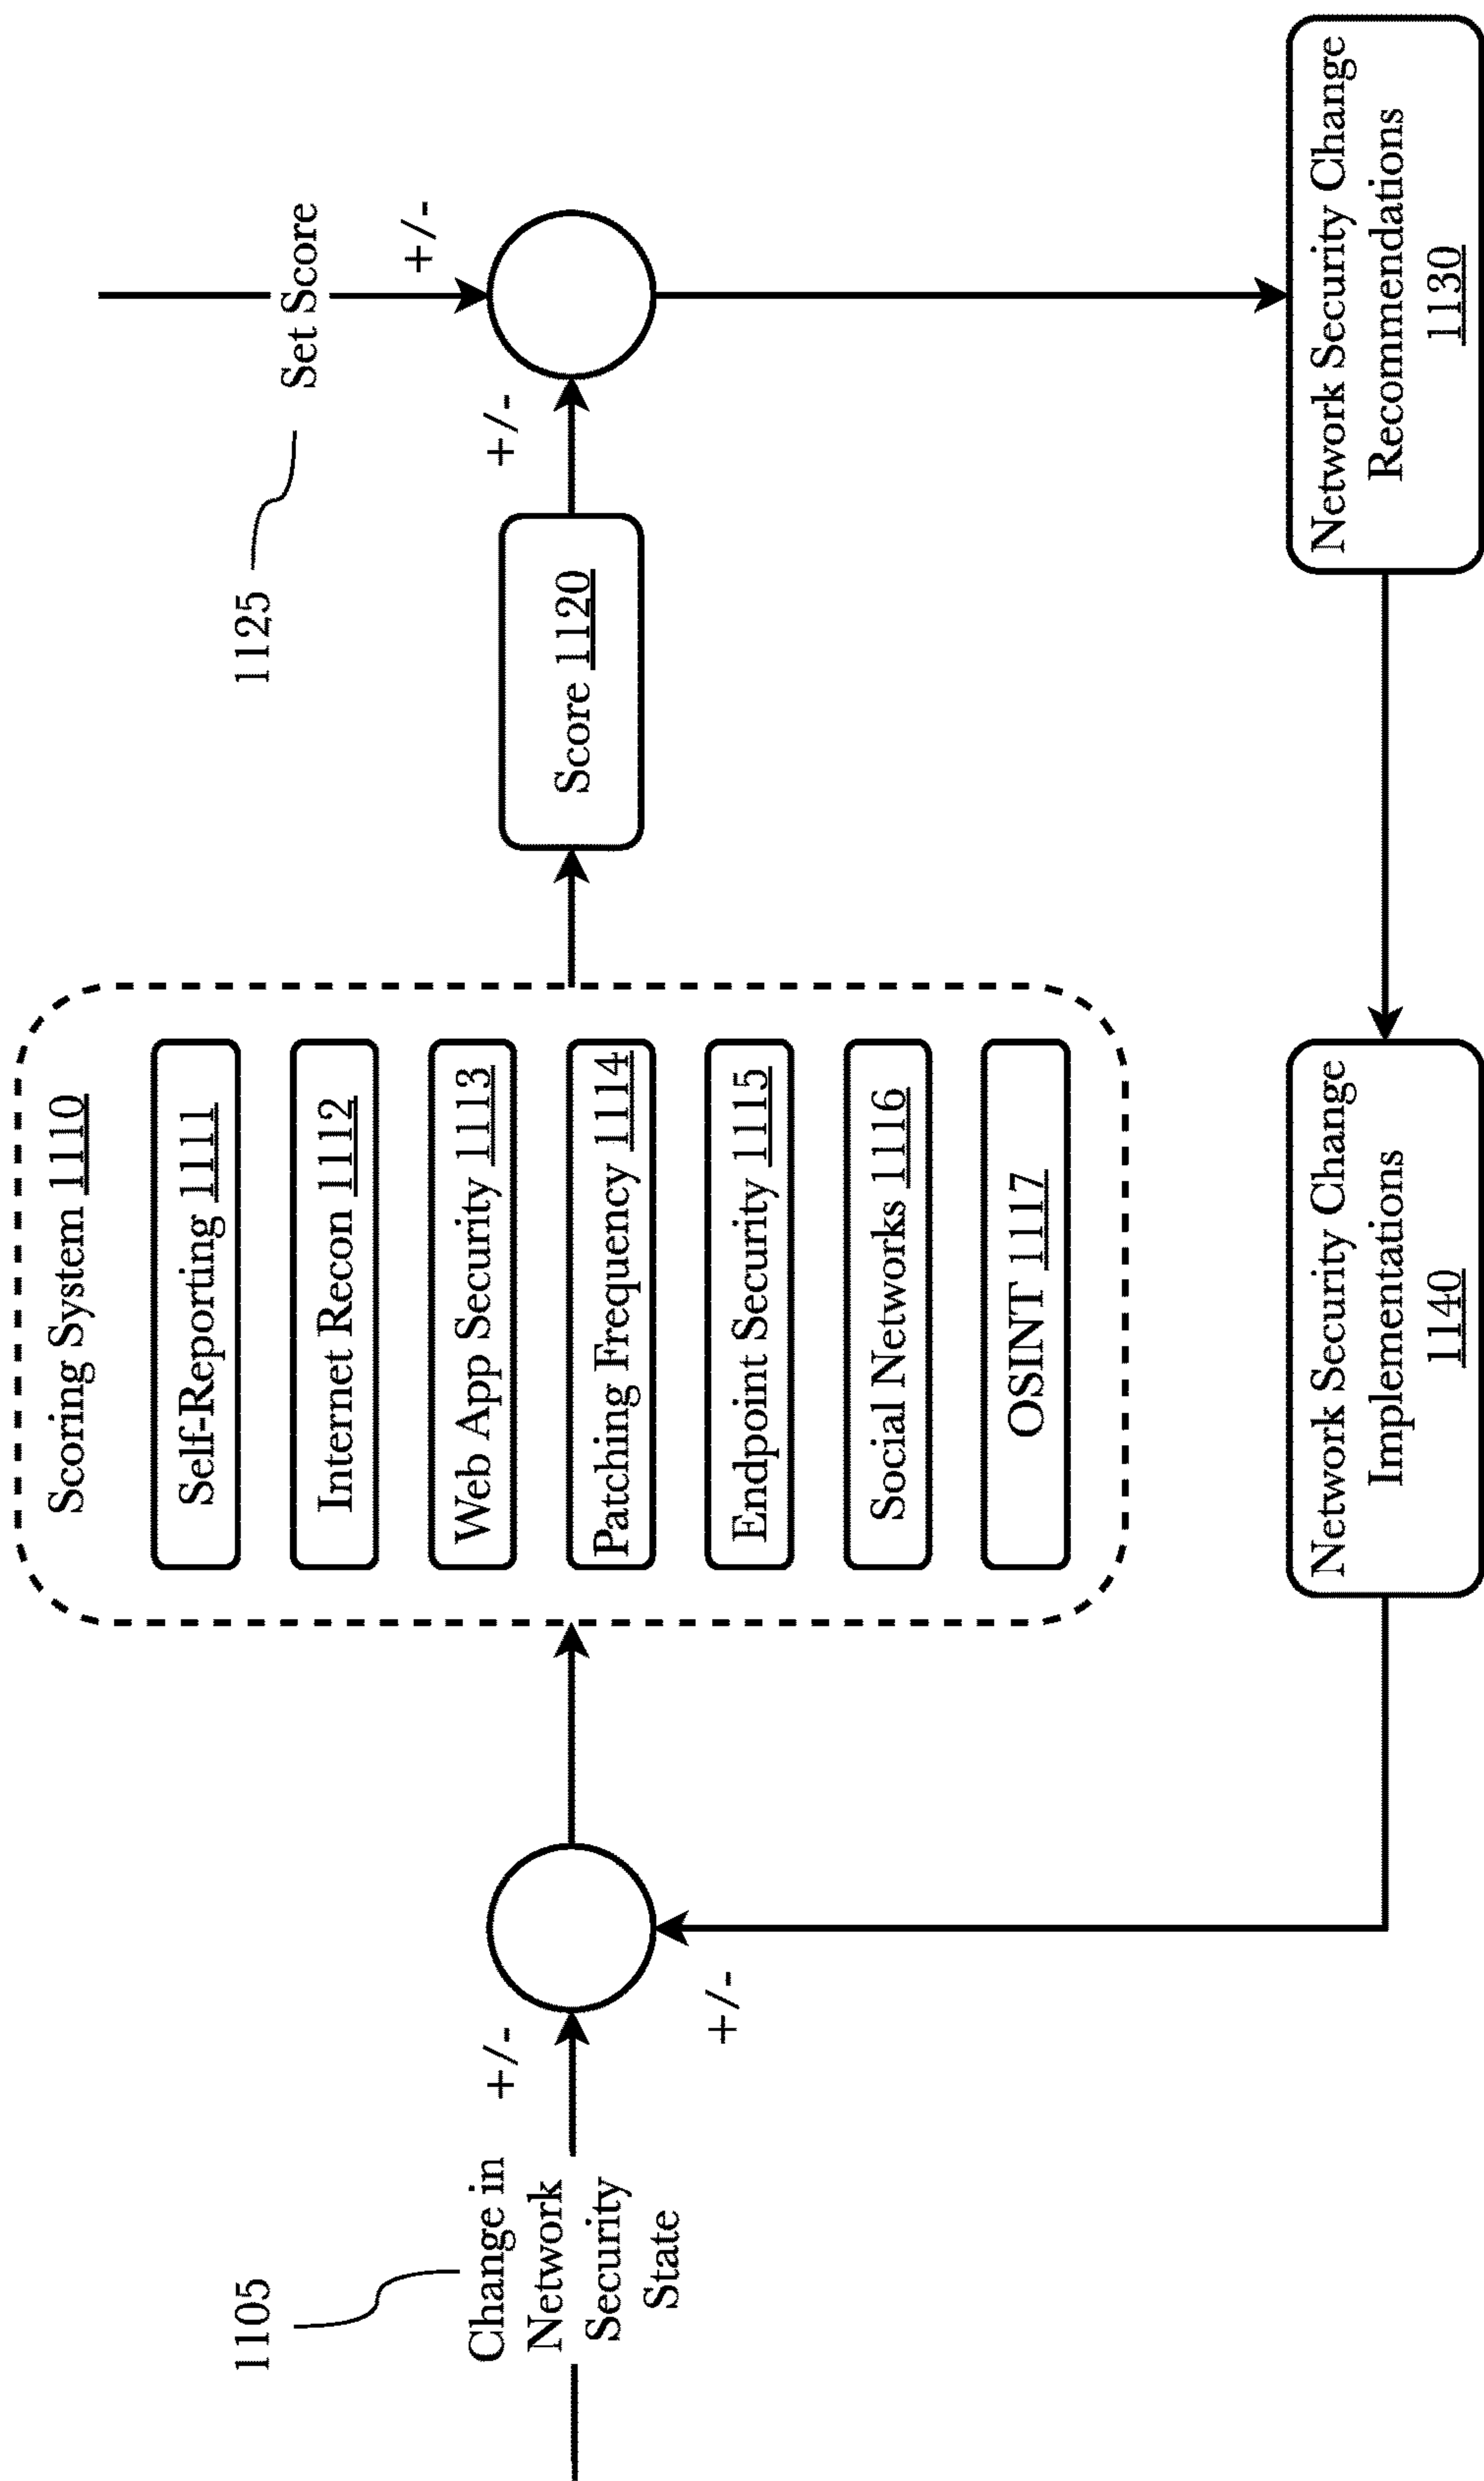 1105
Change in
Network
Security
State
+/-
+/-
Scoring System 1110
Self-Reporting 1111
Internet Recon 1112
Web App Security 1113
Patching Frequency 1114
Endpoint Security 1115
Social Networks 1116
OSINT 1117
Score 1120
+/-
1125
Set Score
+/-
Network Security Change
Implementations
1140
Network Security Change
Recommendations
1130